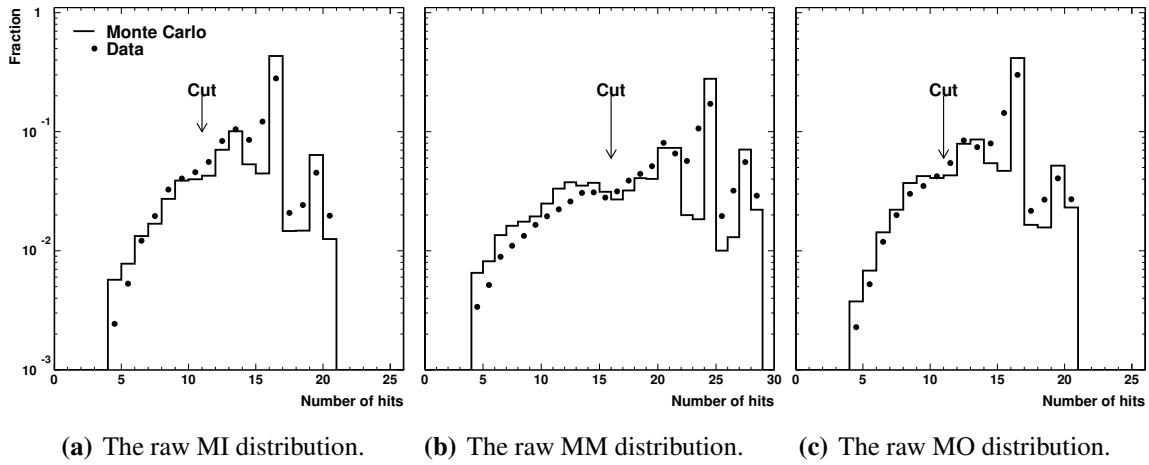 Fraction
1
10-1
10-2
10-3
Monte Carlo
Data
Cut
Cut
Cut
0 5 10 15 20 25
0 5 10 15 20 25 30
0 5 10 15 20 25
Number of hits
Number of hits
Number of hits
(a) The raw MI distribution.
(b) The raw MM distribution.
(c) The raw MO distribution.